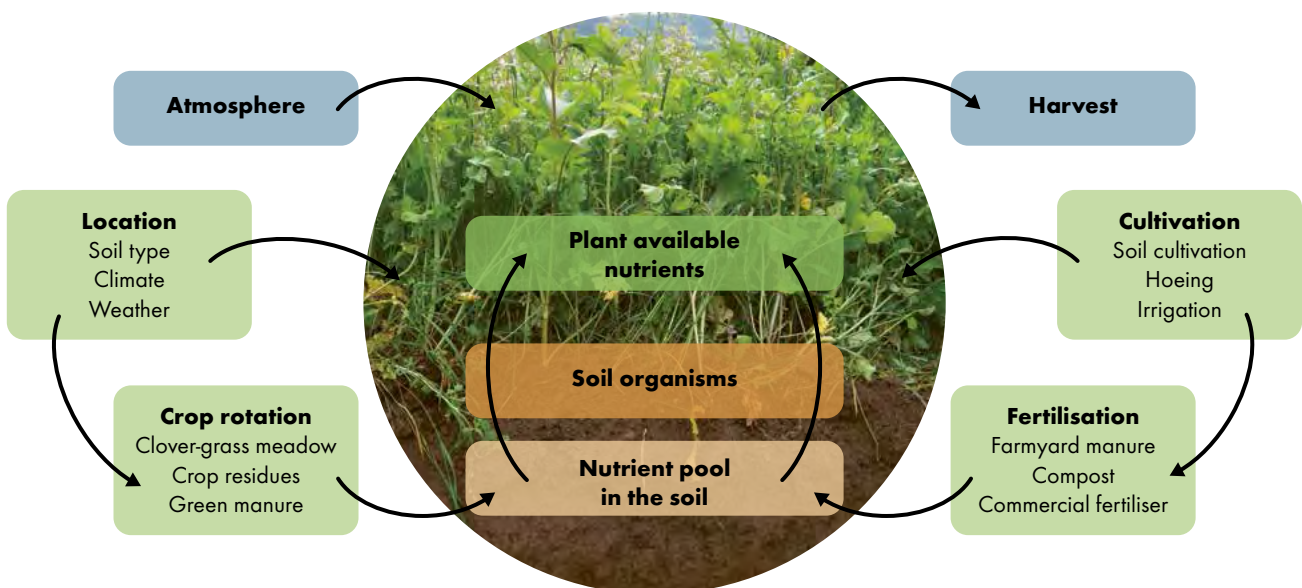 Atmosphere
Harvest
Location
Soil type
Climate
Weather
Plant available
nutrients
Cultivation
Soil cultivation
Hoeing
Irrigation
Soil organisms
Crop rotation
Clover-grass meadow
Crop residues
Green manure
Nutrient pool
in the soil
Fertilisation
Farmyard manure
Compost
Commercial fertiliser